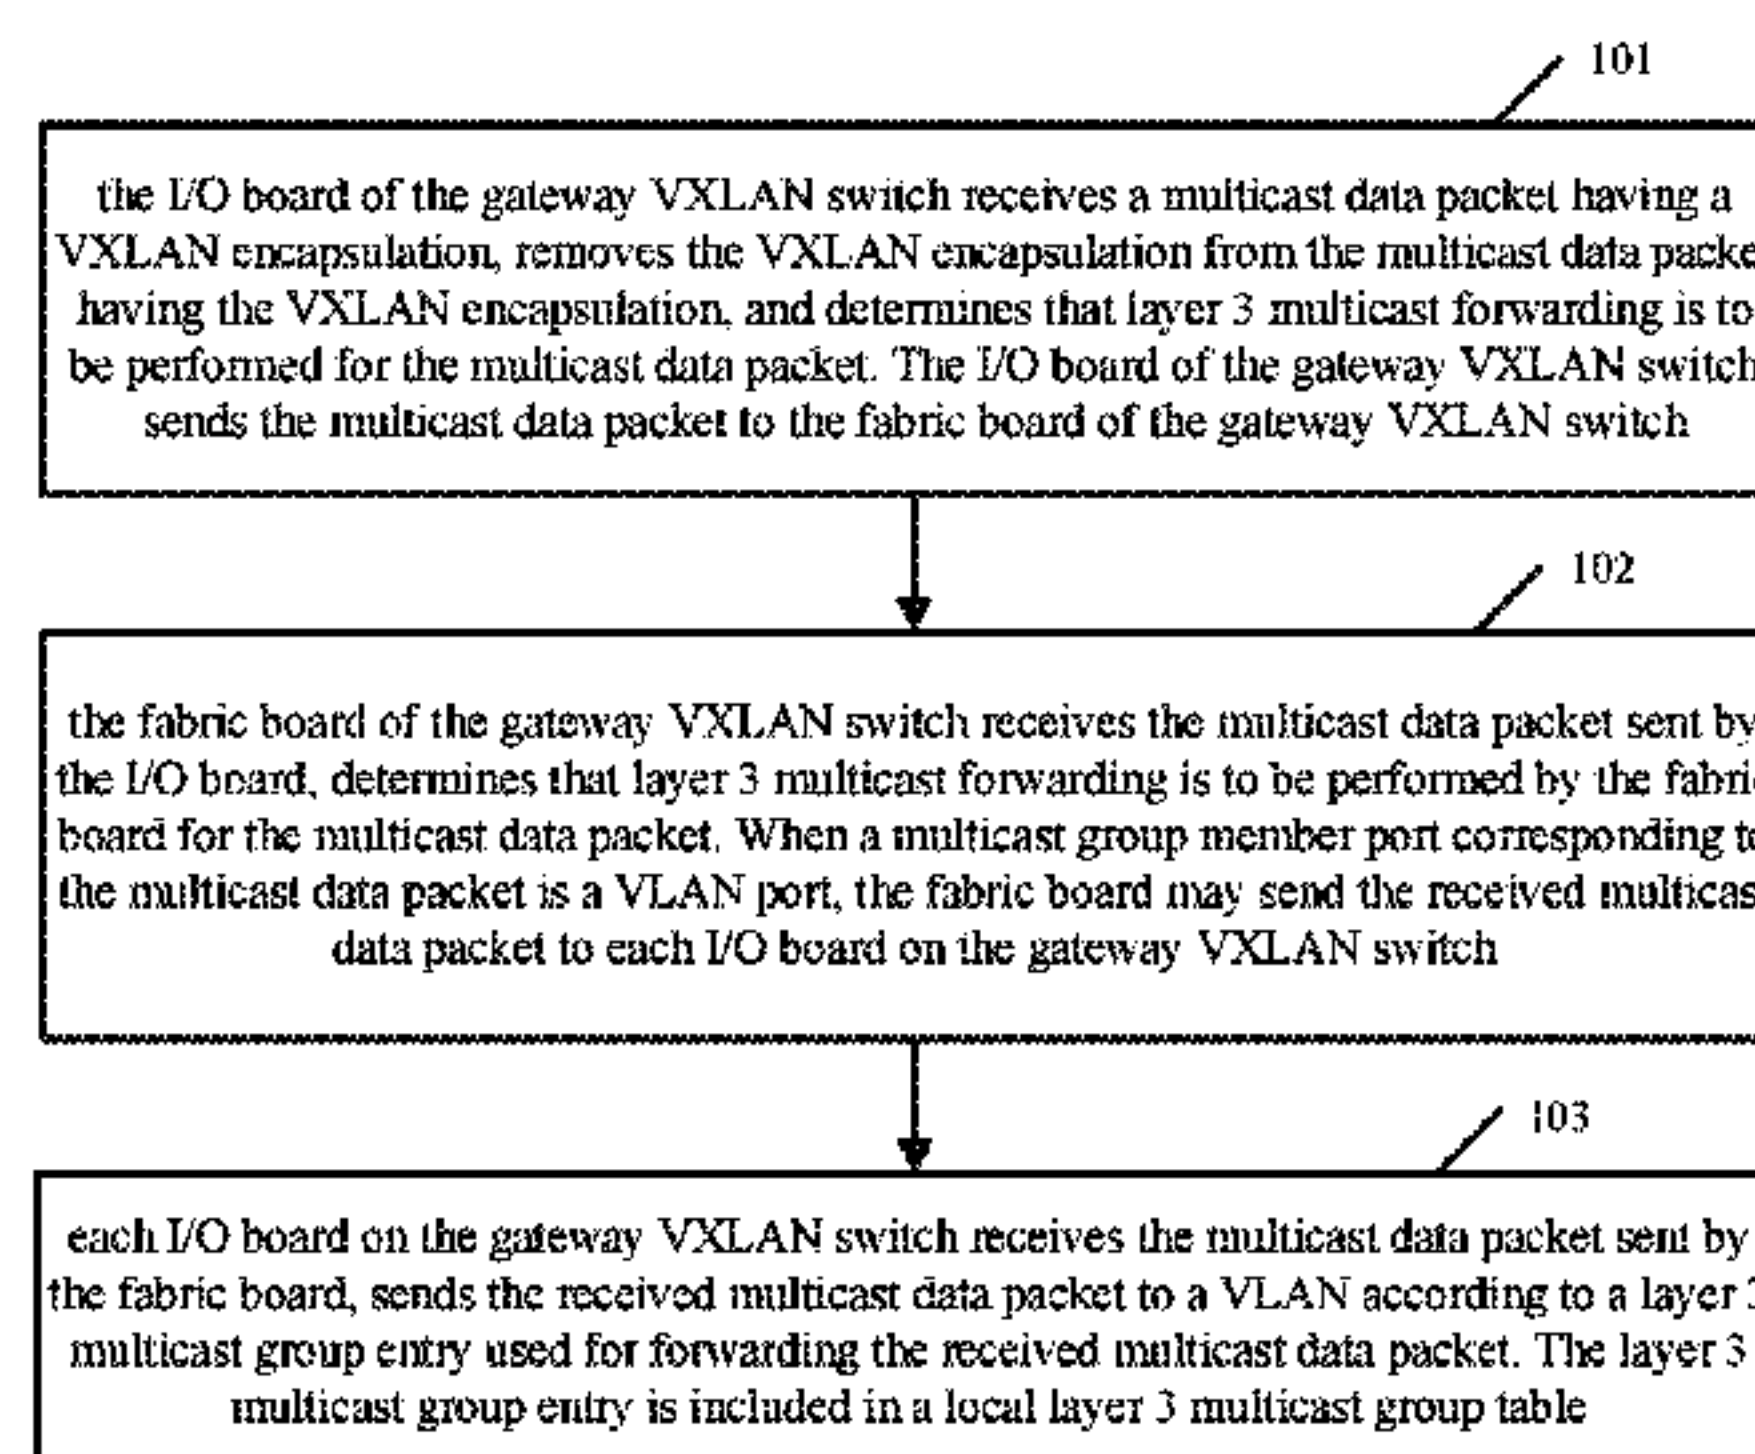 101
the I/O board of the gateway VXLAN switch receives a multicast data packet having a
VXLAN encapsulation, removes the VXLAN encapsulation from the multicast data packe
having the VXLAN encapsulation, and determines that layer 3 multicast forwarding is to
be performed for the multicast data packet. The I/O board of the gateway VXLAN switch
sends the multicast data packet to the fabric board of the gateway VXLAN switch
102
the fabric board of the gateway VXLAN switch receives the multicast data packet sent by
the I/O board, determines that layer 3 multicast forwarding is to be performed by the fabri
board for the multicast data packet. When a multicast group member port corresponding to
the multicast data packet is a VLAN port, the fabric board may send the received multicas
data packet to each I/O board on the gateway VXLAN switch
103
each I/O board on the gateway VXLAN switch receives the multicast data packet sent by
the fabric board, sends the received multicast data packet to a VLAN according to a layer 3
multicast group entry used for forwarding the received multicast data packet. The layer 3
multicast group entry is included in a local layer 3 multicast group table